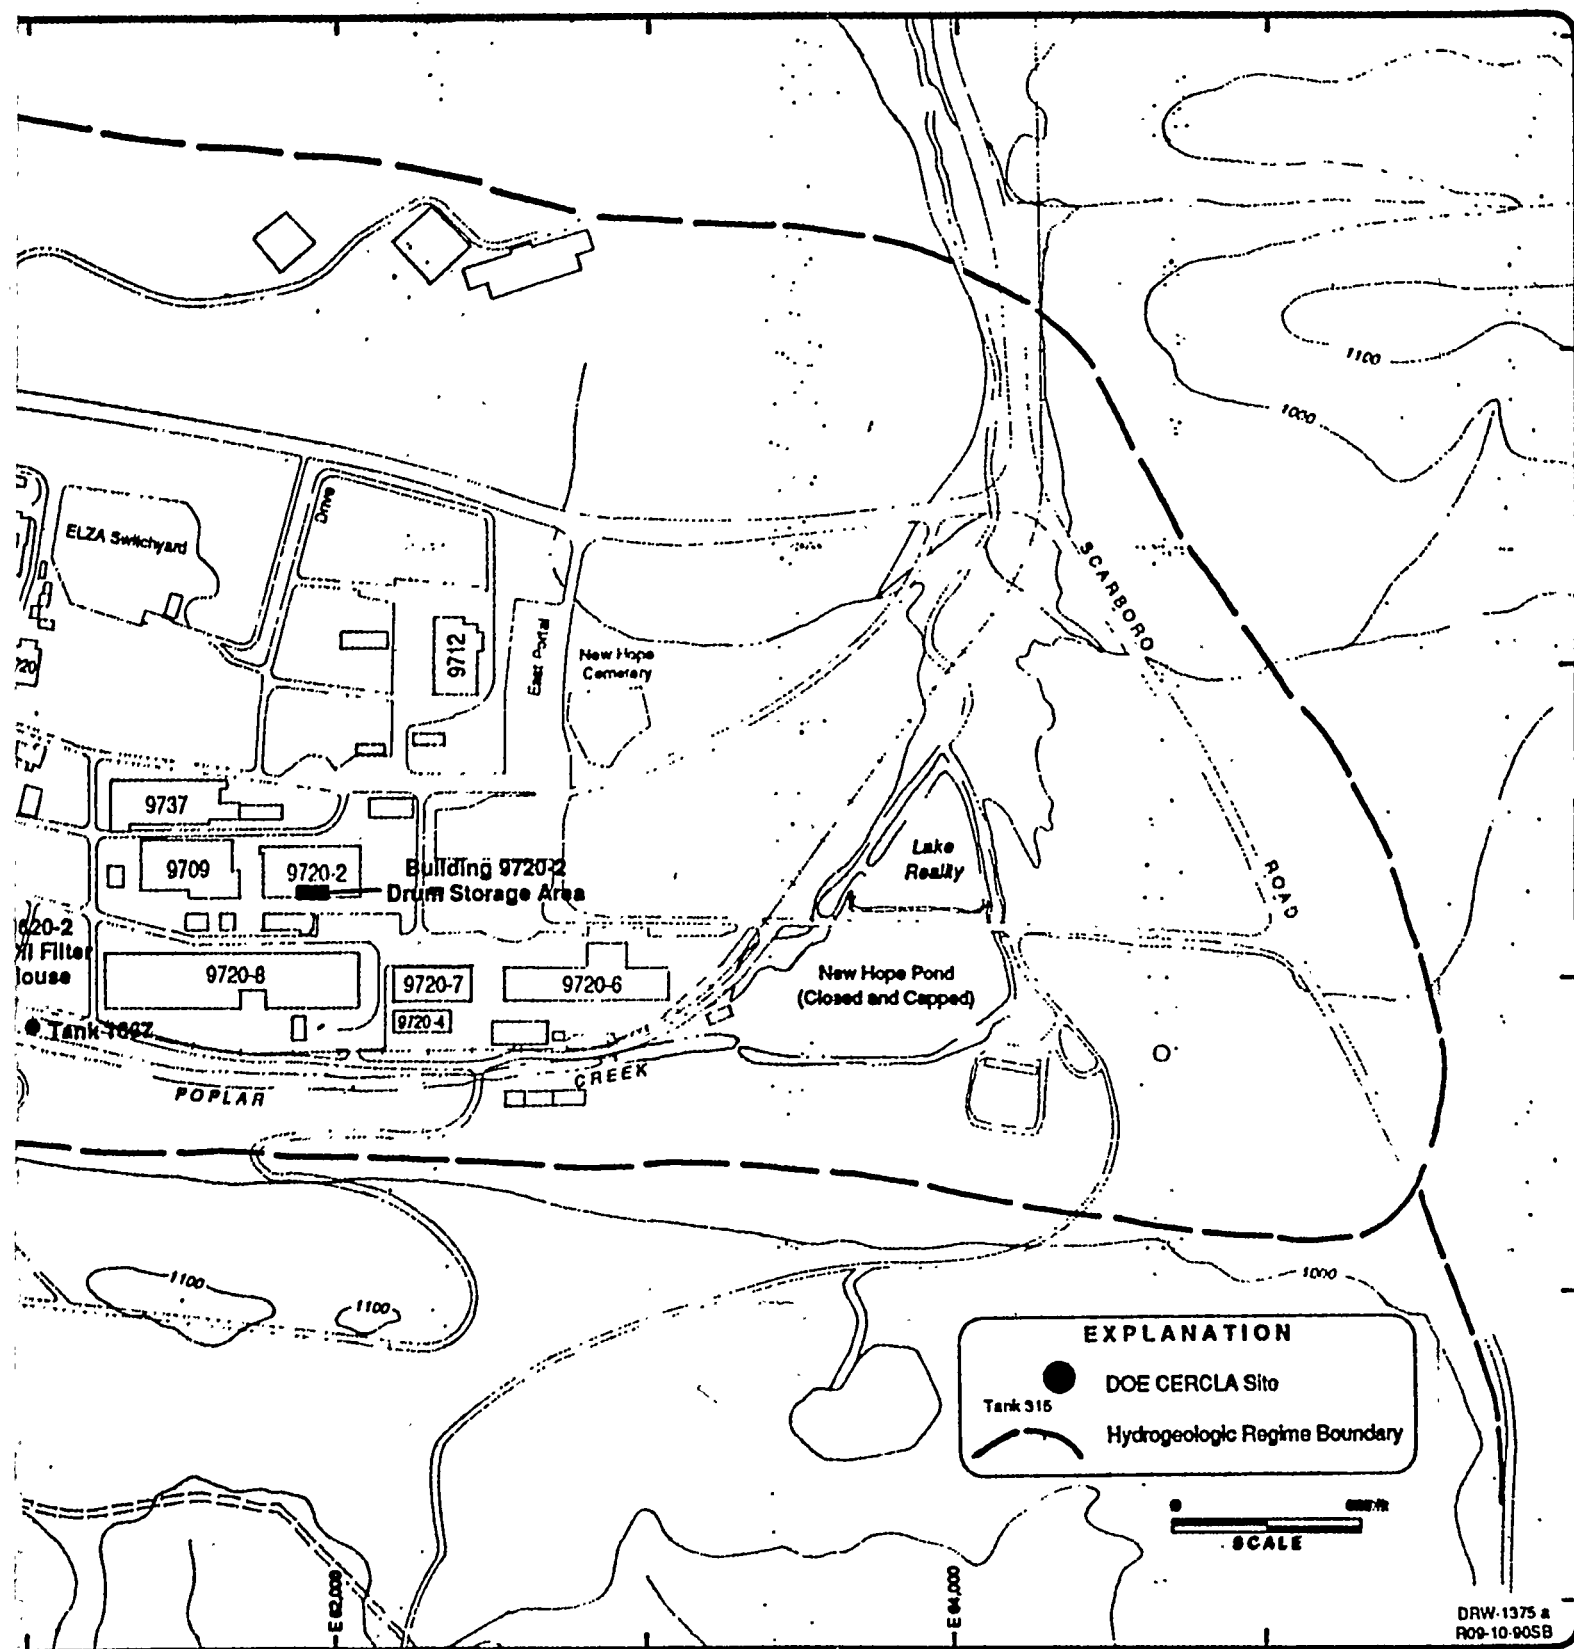 1100
1000
ELZA Switchyard
Drive
SCARBORO
9712
East Portal
New Hope
Cemetery
9737
9709
9720-2
Building 9720-2
Drum Storage Area
Lake
Reality
ROAD
620-2
Filter
9720-8
9720-7
9720-6
New Hope Pond
(Closed and Capped)
9720-4
Tank
POPLAR
CREEK
1100
1100
1000
EXPLANATION
DOE CERCLA Site
Tank 315
Hydrogeologic Regime Boundary
0
SCALE
E 62,000
E 64,000
DRW-1375 a
R09-10-90SB